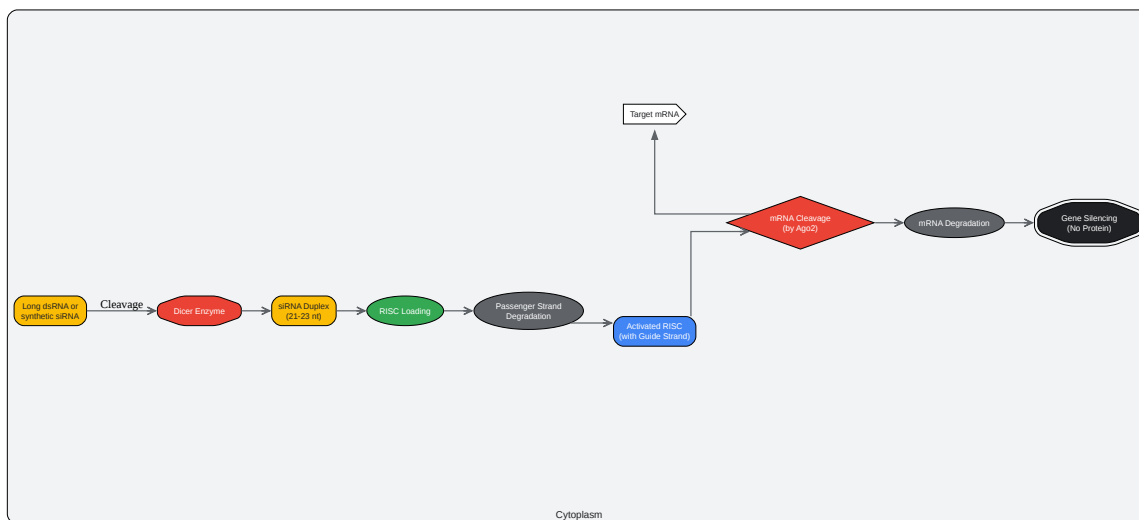 Target mRNA
mRNA Cleavage
(by Ago2)
mRNA Degradation
Gene Silencing
(No Protein)
Long dsRNA or
synthetic siRNA
Cleavage
Dicer Enzyme
siRNA Duplex
(21-23 nt)
RISC Loading
Passenger Strand
Degradation
Activated RISC
(with Guide Strand)
Cytoplasm